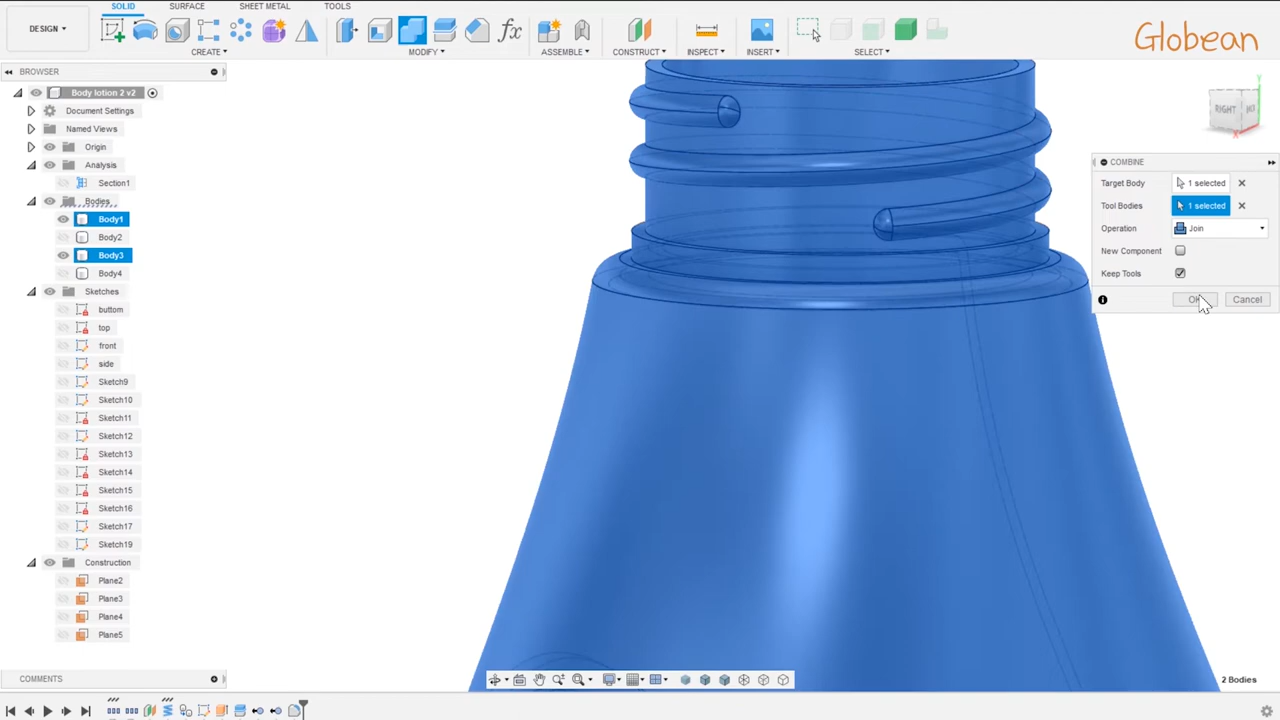 SOLID SURFACE SHEET METAL TOOLS
DESIGN
CREATE MODIFY ASSEMBLE CONSTRUCT INSPECT INSERT SELECT
Globean
BROWSER
Body lotion 2 v2
Document Settings
Named Views
Origin
Analysis
Section1
Bodies
Body1
Body2
Body3
Body4
Sketches
buttom
top
front
side
Sketch9
Sketch10
Sketch11
Sketch12
Sketch13
Sketch14
Sketch15
Sketch16
Sketch17
Sketch19
Construction
Plane2
Plane3
Plane4
Plane5
RIGHT
COMBINE
Target Body 1 selected
Tool Bodies 1 selected
Operation Join
New Component
Keep Tools
OK Cancel
COMMENTS
2 Bodies